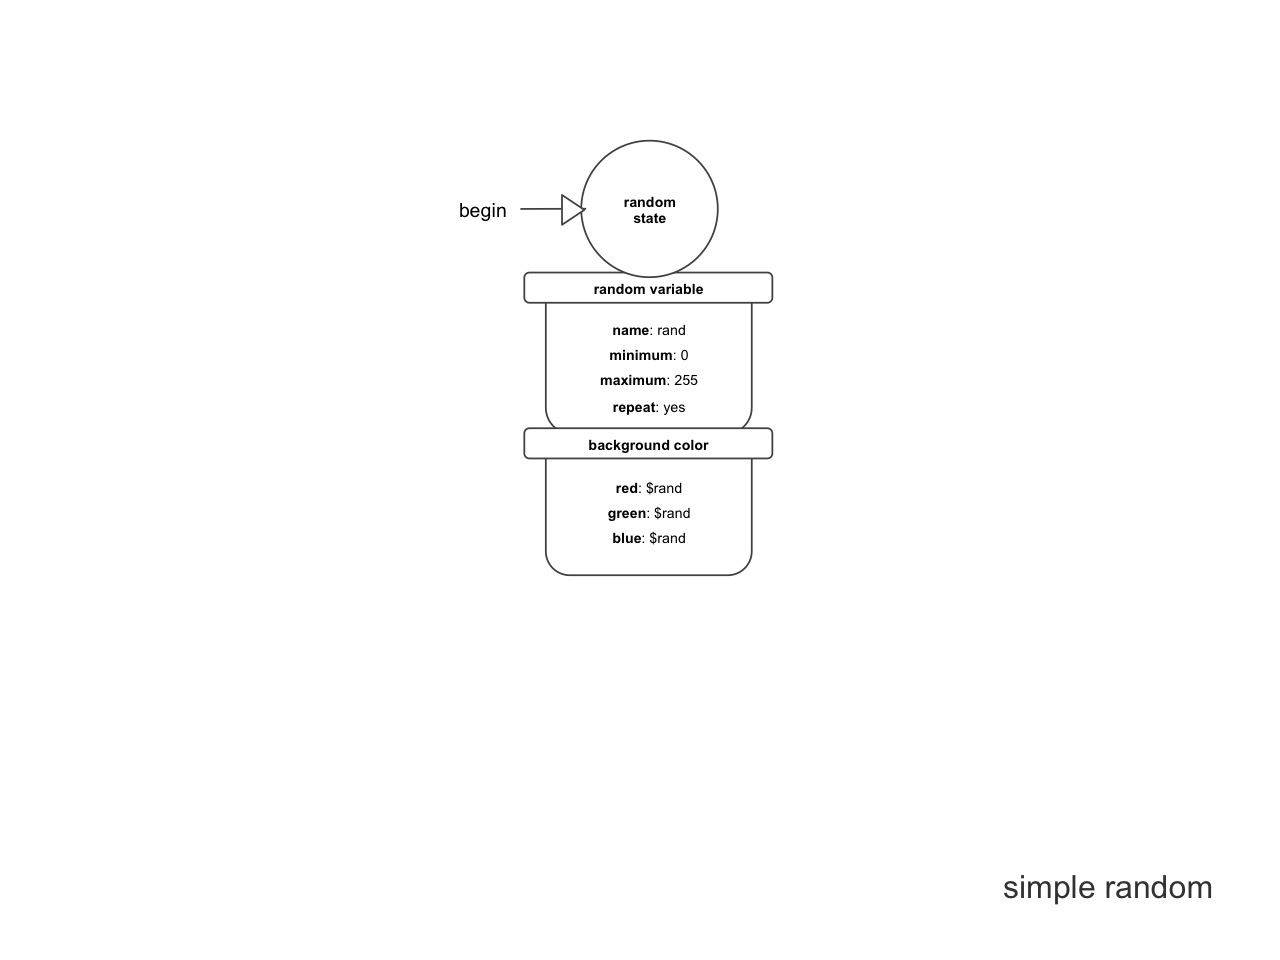 begin
random
state
random variable
name: rand
minimum: 0
maximum: 255
repeat: yes
background color
red: $rand
green: $rand
blue: $rand
simple random